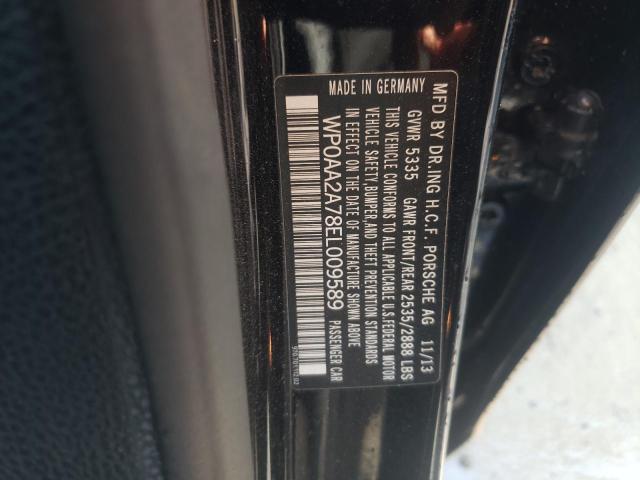 MFD BY DR.ING H.C.F. PORSCHE AG 11/13
GVWR 5335 GAWR FRONT/REAR 2535/2888 LBS
THIS VEHICLE CONFORMS TO ALL APPLICABLE U.S.FEDERAL MOTOR
VEHICLE SAFETY,BUMPER,AND THEFT PREVENTION STANDARDS
IN EFFECT ON THE DATE OF MANUFACTURE SHOWN ABOVE
WP0AA2A78EL009589 PASSENGER CAR
MADE IN GERMANY